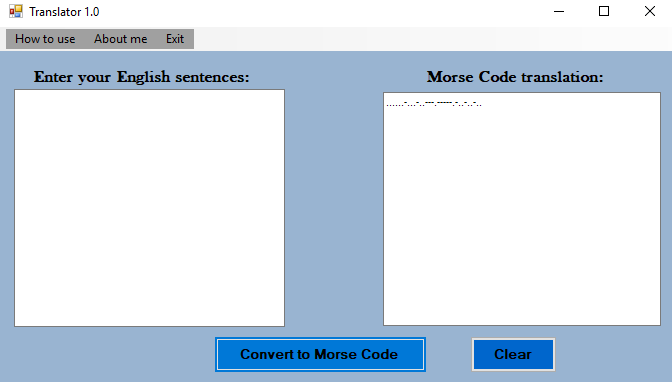 Translator 1.0
How to use About me Exit
Enter your English sentences: Morse Code translation:
......-...-..---.-----.-..-..-..
Convert to Morse Code Clear